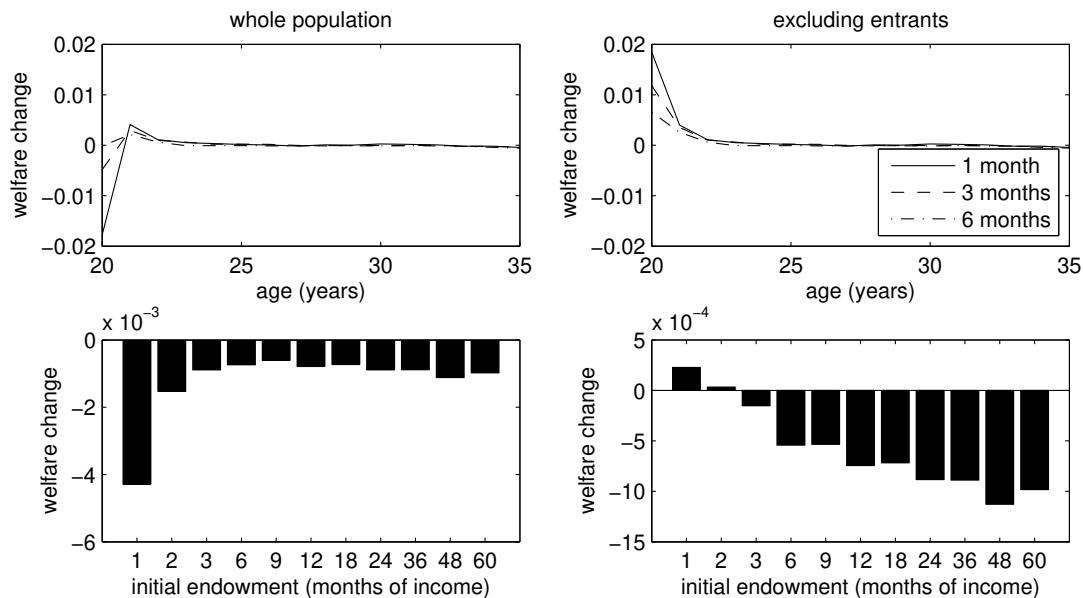 whole population
0.02
0.01
0
−0.01
−0.02
welfare change
20
25
30
35
age (years)
excluding entrants
0.02
0.01
0
−0.01
−0.02
welfare change
1 month
3 months
6 months
20
25
30
35
age (years)
x 10−3
0
−2
−4
−6
welfare change
1 2 3 6 9 12 18 24 36 48 60
initial endowment (months of income)
x 10−4
5
0
−5
−10
−15
welfare change
1 2 3 6 9 12 18 24 36 48 60
initial endowment (months of income)